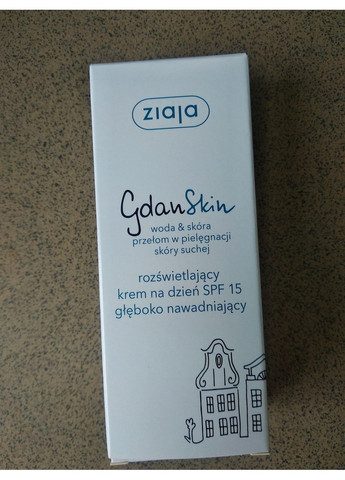 ziaja
GdanSkin
woda & skóra
przełom w pielęgnacji
skóry suchej
rozświetlający
krem na dzień SPF 15
głęboko nawadniający